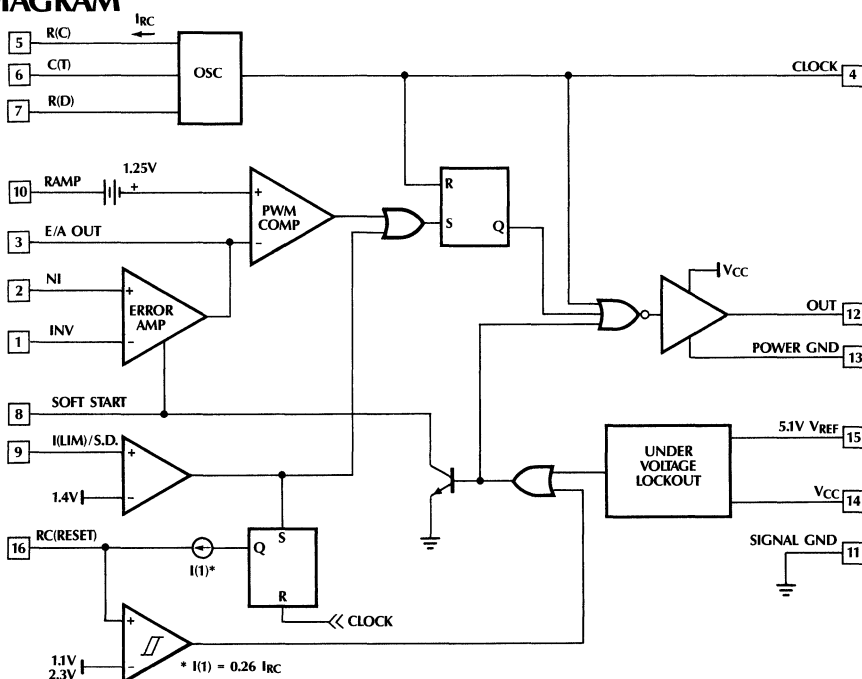 DIAGRAM
IRC
5 R(C)
6 C(T)
7 R(D)
OSC
CLOCK 4
1.25V
10 RAMP
+
+
PWM
COMP
−
R
S
Q
3 E/A OUT
2 NI
+
ERROR
AMP
1 INV
−
VCC
OUT 12
POWER GND 13
8 SOFT START
9 I(LIM)/S.D.
+
1.4V
−
UNDER
VOLTAGE
LOCKOUT
5.1V VREF 15
VCC 14
SIGNAL GND 11
16 RC(RESET)
I(1)*
S
Q
R
CLOCK
+
1.1V
2.3V
−
* I(1) = 0.26 IRC